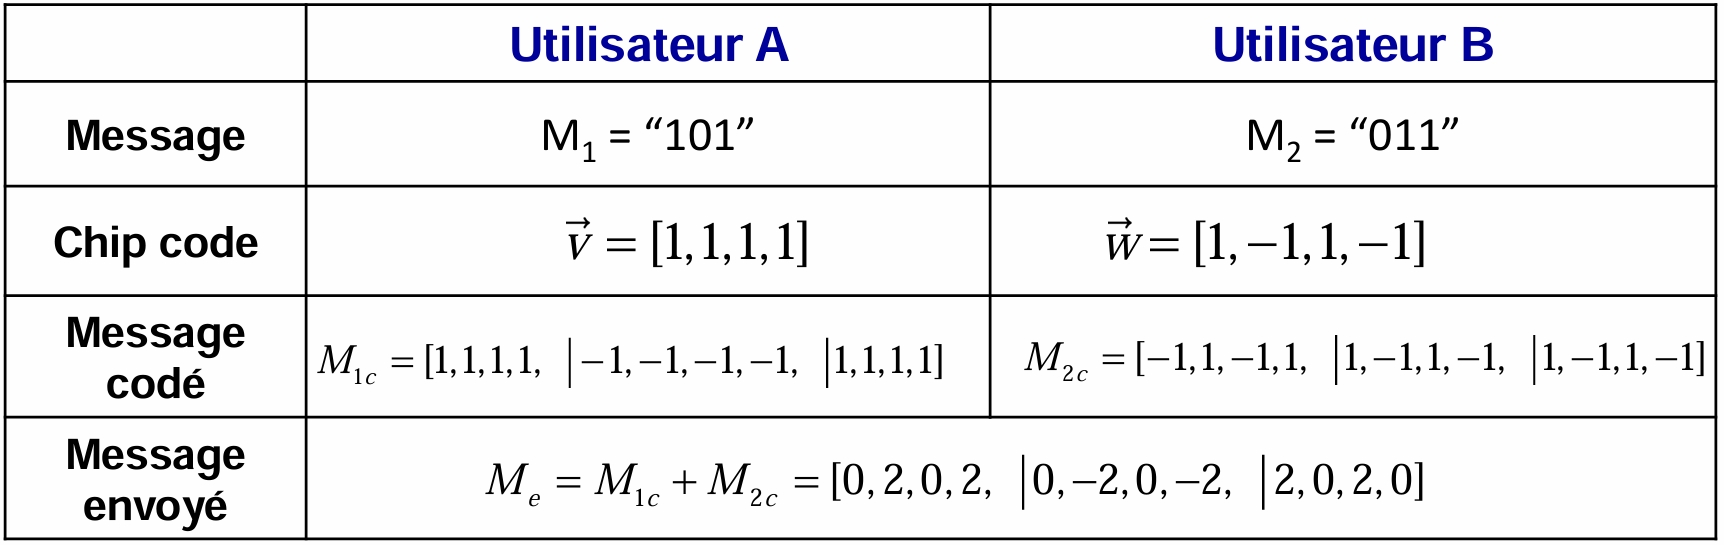 Utilisateur A Utilisateur B
Message M₁ = “101” M₂ = “011”
Chip code v⃗ = [1,1,1,1] w⃗ = [1,−1,1,−1]
Message codé M₁c = [1,1,1,1, |−1,−1,−1,−1, |1,1,1,1] M₂c = [−1,1,−1,1, |1,−1,1,−1, |1,−1,1,−1]
Message envoyé Mₑ = M₁c + M₂c = [0,2,0,2, |0,−2,0,−2, |2,0,2,0]